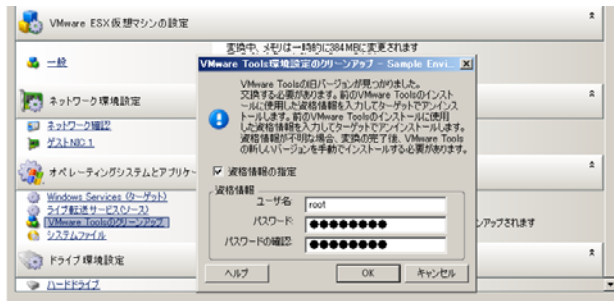 VMware ESX 仮想マシンの設定
変換中、メモリは一時的に384 MBに変更されます
一般
ネットワーク環境設定
ネットワーク確認
ゲストNIC 1
オペレーティングシステムとアプリケー
Windows Services (ターゲット)
ライブ転送サービス(ソース)
VMware Toolsのクリーンアップ
システムファイル
ンアップされます
ドライブ環境設定
ハードドライブ
VMware Tools環境設定のクリーンアップ - Sample Envi...
VMware Toolsの旧バージョンが見つかりました。
交換する必要があります。前のVMware Toolsのインスト
ールに使用した資格情報を入力してターゲットでアンインス
トールします。前のVMware Toolsのインストールに使用
した資格情報を入力してターゲットでアンインストールします。
資格情報が不明な場合、変換の完了後、VMware Tools
の新しいバージョンを手動でインストールする必要があります。
資格情報の指定
資格情報
ユーザ名 root
パスワード ●●●●●●●●
パスワードの確認 ●●●●●●●●
ヘルプ OK キャンセル